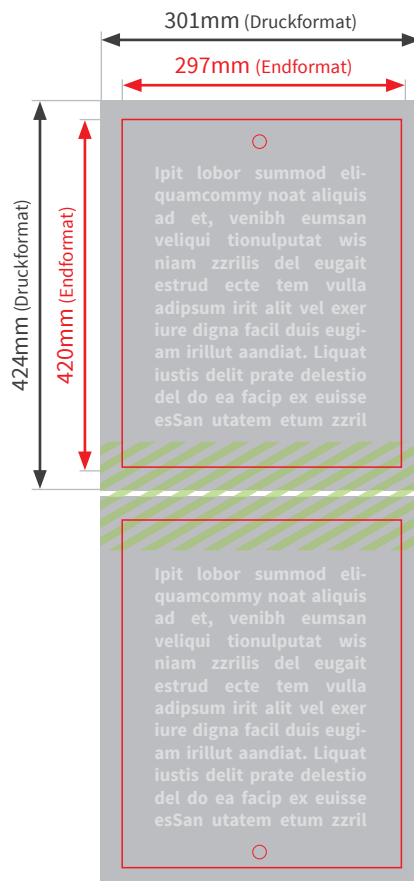 301mm (Druckformat)
297mm (Endformat)
424mm (Druckformat)
420mm (Endformat)
Ipit lobor summod eli-
quamcommy noat aliquis
ad et, venibh eumsan
veliqui tionulputat wis
niam zzrilis del eugait
estrud ecte tem vulla
adipsum irit alit vel exer
iure digna facil duis eugi-
am irillut aandiat. Liquat
iustis delit prate delestio
del do ea facip ex euisse
esSan utatem etum zzril
Ipit lobor summod eli-
quamcommy noat aliquis
ad et, venibh eumsan
veliqui tionulputat wis
niam zzrilis del eugait
estrud ecte tem vulla
adipsum irit alit vel exer
iure digna facil duis eugi-
am irillut aandiat. Liquat
iustis delit prate delestio
del do ea facip ex euisse
esSan utatem etum zzril